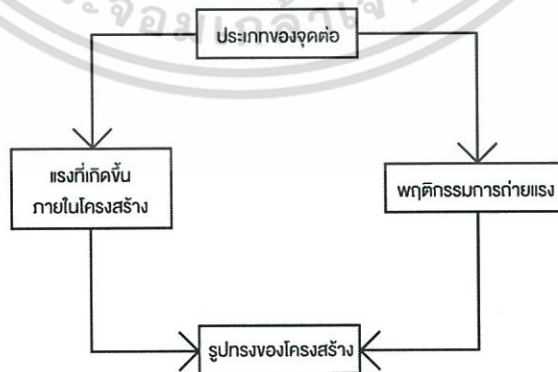 ประเภทของจุดต่อ
แรงที่เกิดขึ้น
ภายในโครงสร้าง
พฤติกรรมการถ่ายแรง
รูปทรงของโครงสร้าง